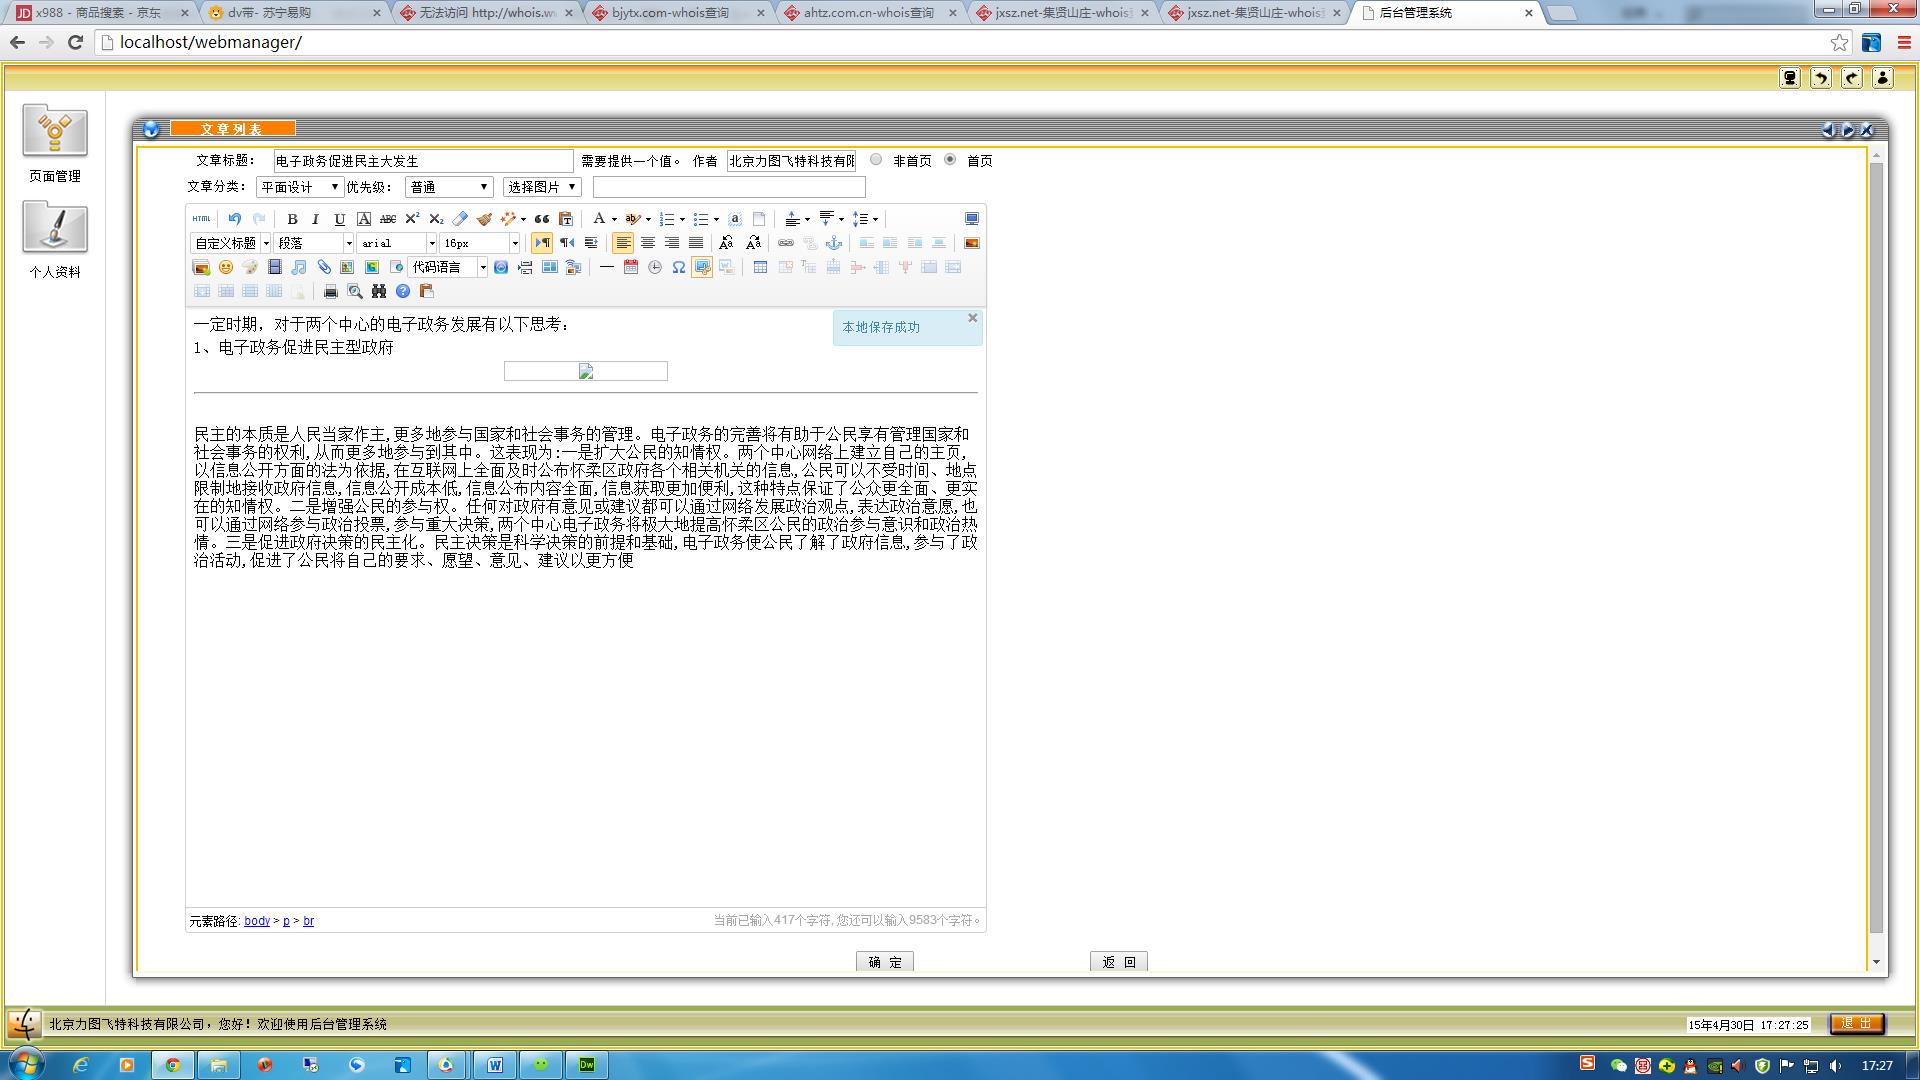 x988 - 商品搜索 - 京东
dv带- 苏宁易购
无法访问 http://whois.w
bjytx.com-whois查询
ahtz.com.cn-whois查询
jxsz.net-集贤山庄-whois
jxsz.net-集贤山庄-whois
后台管理系统
localhost/webmanager/
页面管理
个人资料
文章列表
文章标题： 电子政务促进民主大发生 需要提供一个值。 作者 北京力图飞特科技有限 非首页 首页
文章分类： 平面设计 优先级： 普通 选择图片
HTML
自定义标题 段落 arial 16px
代码语言
一定时期，对于两个中心的电子政务发展有以下思考：
本地保存成功
1、电子政务促进民主型政府
民主的本质是人民当家作主,更多地参与国家和社会事务的管理。电子政务的完善将有助于公民享有管理国家和
社会事务的权利,从而更多地参与到其中。这表现为:一是扩大公民的知情权。两个中心网络上建立自己的主页,
以信息公开方面的法为依据,在互联网上全面及时公布怀柔区政府各个相关机关的信息,公民可以不受时间、地点
限制地接收政府信息,信息公开成本低,信息公布内容全面,信息获取更加便利,这种特点保证了公众更全面、更实
在的知情权。二是增强公民的参与权。任何对政府有意见或建议都可以通过网络发展政治观点,表达政治意愿,也
可以通过网络参与政治投票,参与重大决策,两个中心电子政务将极大地提高怀柔区公民的政治参与意识和政治热
情。三是促进政府决策的民主化。民主决策是科学决策的前提和基础,电子政务使公民了解了政府信息,参与了政
治活动,促进了公民将自己的要求、愿望、意见、建议以更方便
元素路径: body > p > br
当前已输入417个字符, 您还可以输入9583个字符。
确 定
返 回
北京力图飞特科技有限公司，您好！欢迎使用后台管理系统
15年4月30日 17:27:25
退 出
17:27